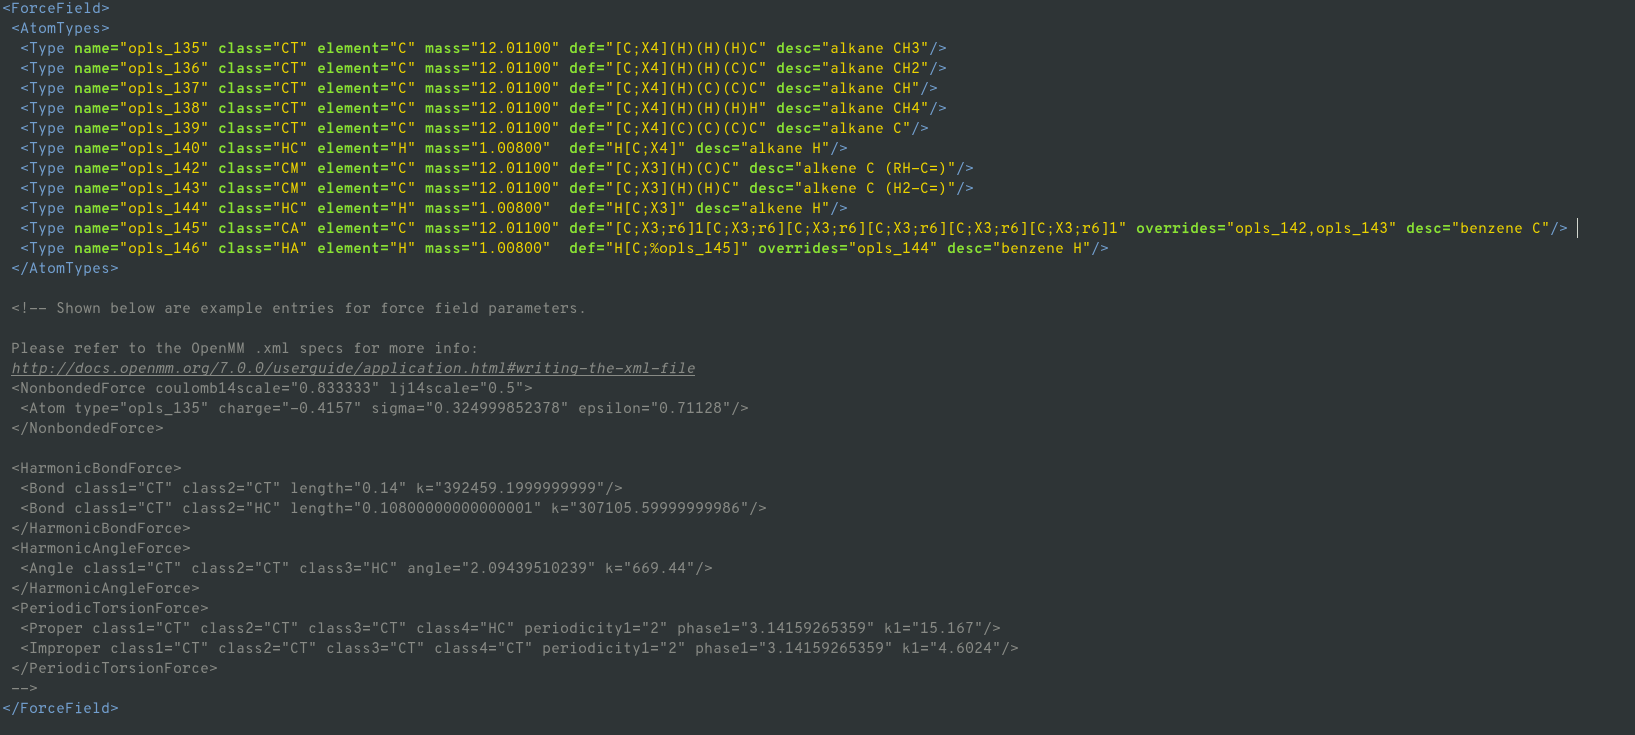 <ForceField>
<AtomTypes>
<Type name="opls_135" class="CT" element="C" mass="12.01100" def="[C;X4](H)(H)(H)C" desc="alkane CH3"/>
<Type name="opls_136" class="CT" element="C" mass="12.01100" def="[C;X4](H)(H)(C)C" desc="alkane CH2"/>
<Type name="opls_137" class="CT" element="C" mass="12.01100" def="[C;X4](H)(C)(C)C" desc="alkane CH"/>
<Type name="opls_138" class="CT" element="C" mass="12.01100" def="[C;X4](H)(H)(H)H" desc="alkane CH4"/>
<Type name="opls_139" class="CT" element="C" mass="12.01100" def="[C;X4](C)(C)(C)C" desc="alkane C"/>
<Type name="opls_140" class="HC" element="H" mass="1.00800"  def="H[C;X4]" desc="alkane H"/>
<Type name="opls_142" class="CM" element="C" mass="12.01100" def="[C;X3](H)(C)C" desc="alkene C (RH-C=)"/>
<Type name="opls_143" class="CM" element="C" mass="12.01100" def="[C;X3](H)(H)C" desc="alkene C (H2-C=)"/>
<Type name="opls_144" class="HC" element="H" mass="1.00800"  def="H[C;X3]" desc="alkene H"/>
<Type name="opls_145" class="CA" element="C" mass="12.01100" def="[C;X3;r6]1[C;X3;r6][C;X3;r6][C;X3;r6][C;X3;r6][C;X3;r6]1" overrides="opls_142,opls_143" desc="benzene C"/>
<Type name="opls_146" class="HA" element="H" mass="1.00800"  def="H[C;%opls_145]" overrides="opls_144" desc="benzene H"/>
</AtomTypes>
<!-- Shown below are example entries for force field parameters.
Please refer to the OpenMM .xml specs for more info:
http://docs.openmm.org/7.0.0/userguide/application.html#writing-the-xml-file
<NonbondedForce coulomb14scale="0.833333" lj14scale="0.5">
<Atom type="opls_135" charge="-0.4157" sigma="0.324999852378" epsilon="0.71128"/>
</NonbondedForce>
<HarmonicBondForce>
<Bond class1="CT" class2="CT" length="0.14" k="392459.1999999999"/>
<Bond class1="CT" class2="HC" length="0.10800000000000001" k="307105.59999999986"/>
</HarmonicBondForce>
<HarmonicAngleForce>
<Angle class1="CT" class2="CT" class3="HC" angle="2.09439510239" k="669.44"/>
</HarmonicAngleForce>
<PeriodicTorsionForce>
<Proper class1="CT" class2="CT" class3="CT" class4="HC" periodicity1="2" phase1="3.14159265359" k1="15.167"/>
<Improper class1="CT" class2="CT" class3="CT" class4="CT" periodicity1="2" phase1="3.14159265359" k1="4.6024"/>
</PeriodicTorsionForce>
-->
</ForceField>